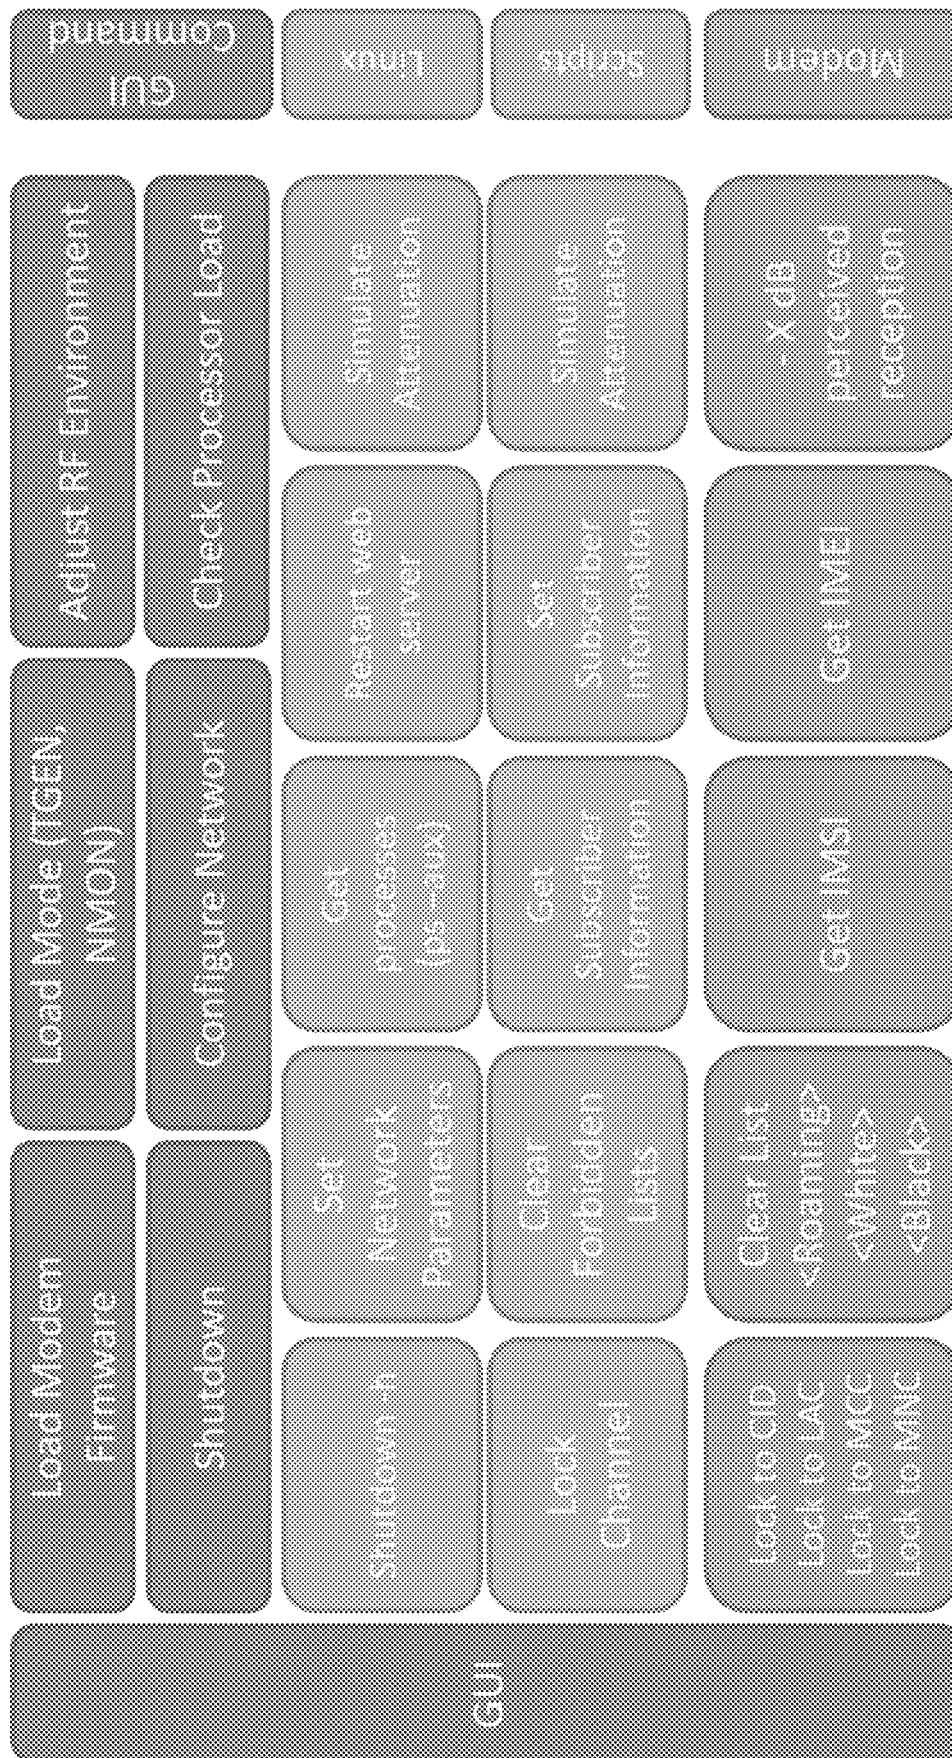 GUI
Load Modem
Firmware
Load Mode (TGEN,
NMON)
Adjust RF Environment
Shutdown
Configure Network
Check Processor Load
GUI
Command
Shutdown -h
Set
Network
Parameters
Get
processes
(ps –aux)
Restart web
server
Simulate
Attenuation
Linux
Lock
Channel
Clear
Forbidden
Lists
Get
Subscriber
Information
Set
Subscriber
Information
Simulate
Attenuation
Scripts
Lock to CID
Lock to LAC
Lock to MCC
Lock to MNC
Clear List
<Roaming>
<White>
<Black>
Get IMSI
Get IMEI
- X dB
perceived
reception
Modem